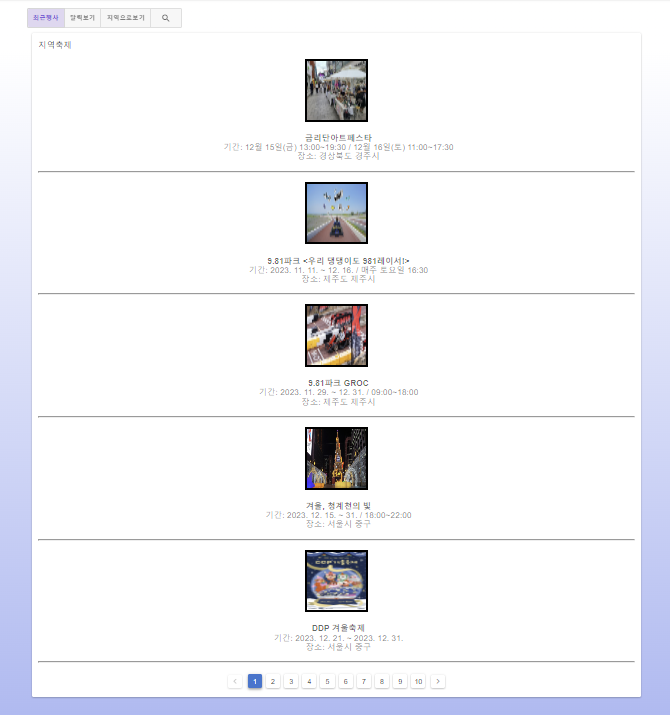 최근행사 달력보기 지역으로보기
지역축제
금리단아트페스타
기간: 12월 15일(금) 13:00~19:30 / 12월 16일(토) 11:00~17:30
장소: 경상북도 경주시
9.81파크 <우리 댕댕이도 981레이서!>
기간: 2023. 11. 11. ~ 12. 16. / 매주 토요일 16:30
장소: 제주도 제주시
9.81파크 GROC
기간: 2023. 11. 29. ~ 12. 31. / 09:00~18:00
장소: 제주도 제주시
겨울, 청계천의 빛
기간: 2023. 12. 15. ~ 31. / 18:00~22:00
장소: 서울시 중구
DDP 겨울축제
기간: 2023. 12. 21. ~ 2023. 12. 31.
장소: 서울시 중구
< 1 2 3 4 5 6 7 8 9 10 >